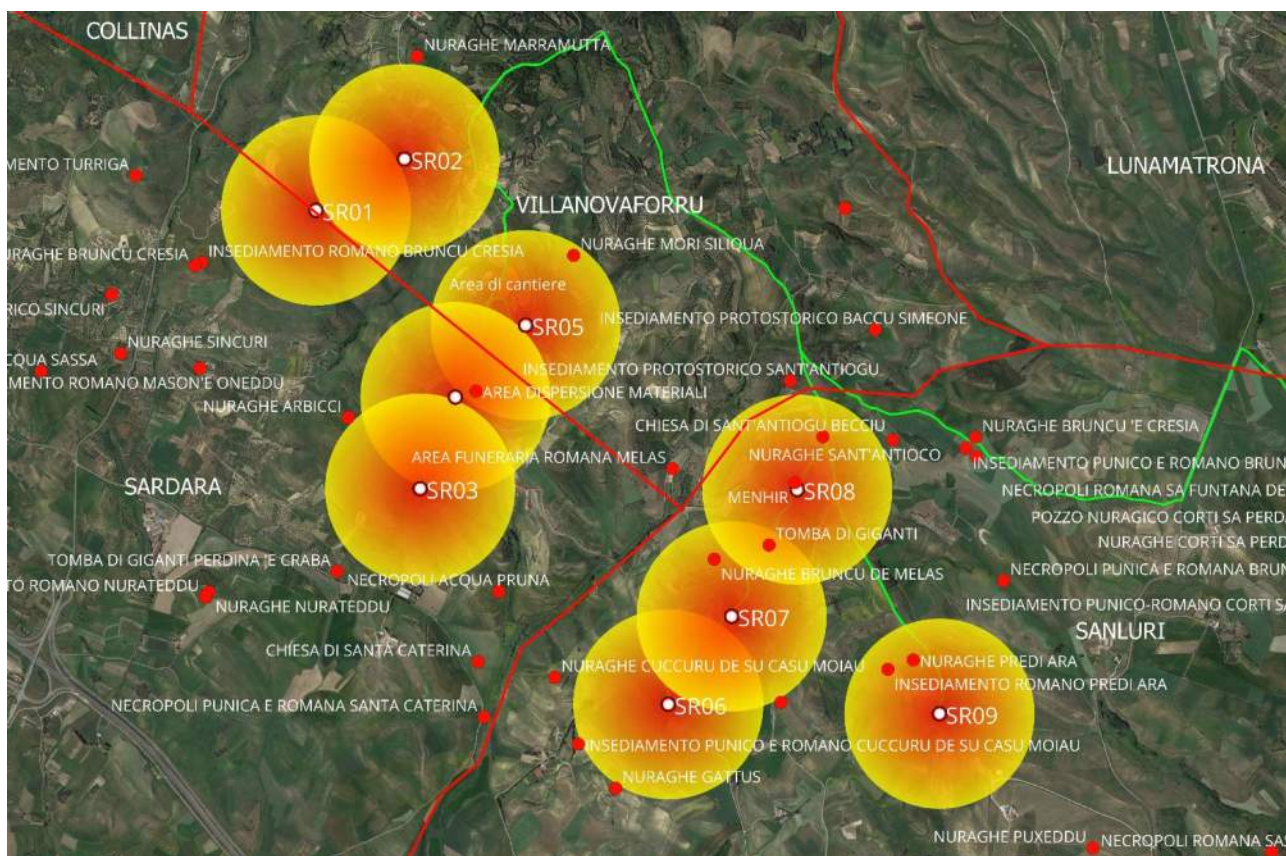 COLLINAS
NURAGHE MARRAMUTTA
SR02
MENTO TURRIGA
LUNAMATRONA
VILLANOVAFORRU
SR01
NURAGHE MORI SILIQUA
URAGHE BRUNCU CRESIA
INSEDIAMENTO ROMANO BRUNCU CRESIA
Area di cantiere
RICO SINCURI
INSEDIAMENTO PROTOSTORICO BACCU SIMEONE
SR05
NURAGHE SINCURI
CQUA SASSA
INSEDIAMENTO PROTOSTORICO SANT'ANTIOGU
MENTO ROMANO MASON'E ONEDDU
AREA DISPERSIONE MATERIALI
NURAGHE ARBICCI
CHIESA DI SANT'ANTIOGU BECCIU
NURAGHE BRUNCU 'E CRESIA
AREA FUNERARIA ROMANA MELAS
NURAGHE SANT'ANTIOCO
INSEDIAMENTO PUNICO E ROMANO BRUN
SARDARA
SR03
SR08
NECROPOLI ROMANA SA FUNTANA DE
MENHIR
POZZO NURAGICO CORTI SA PERD
TOMBA DI GIGANTI
NURAGHE CORTI SA PERD
TOMBA DI GIGANTI PERDINA 'E CRABA
NURAGHE BRUNCU DE MELAS
NECROPOLI PUNICA E ROMANA BRUN
NECROPOLI ACQUA PRUNA
TO ROMANO NURATEDDU
NURAGHE NURATEDDU
INSEDIAMENTO PUNICO-ROMANO CORTI SA
SR07
SANLURI
CHIESA DI SANTA CATERINA
NURAGHE CUCCURU DE SU CASU MOIAU
NURAGHE PREDI ARA
INSEDIAMENTO ROMANO PREDI ARA
NECROPOLI PUNICA E ROMANA SANTA CATERINA
SR06
SR09
INSEDIAMENTO PUNICO E ROMANO CUCCURU DE SU CASU MOIAU
NURAGHE GATTUS
NURAGHE PUXEDDU
NECROPOLI ROMANA SA